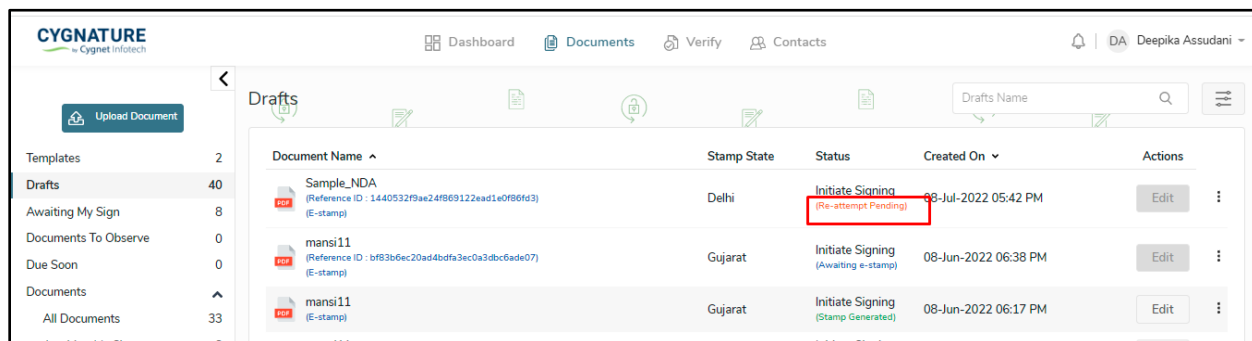 CYGNATURE
by Cygnet Infotech
Dashboard
Documents
Verify
Contacts
DA Deepika Assudani
Upload Document
Templates 2
Drafts 40
Awaiting My Sign 8
Documents To Observe 0
Due Soon 0
Documents
All Documents 33
Drafts
Drafts Name
Document Name Stamp State Status Created On Actions
PDF
Sample_NDA
(Reference ID : 1440532f9ae24f869122ead1e0f86fd3)
(E-stamp)
Delhi
Initiate Signing
(Re-attempt Pending)
08-Jul-2022 05:42 PM
Edit
PDF
mansi11
(Reference ID : bf83b6ec20ad4bdfa3ec0a3dbc6ade07)
(E-stamp)
Gujarat
Initiate Signing
(Awaiting e-stamp)
08-Jun-2022 06:38 PM
Edit
PDF
mansi11
(E-stamp)
Gujarat
Initiate Signing
(Stamp Generated)
08-Jun-2022 06:17 PM
Edit